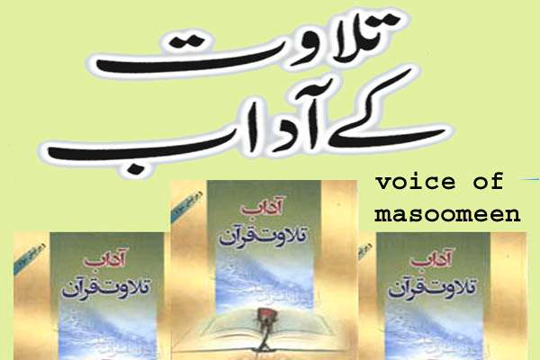 تلاوت
کے آداب
voice of
masoomeen
آداب
تلاوت قرآن
آداب
تلاوت قرآن
آداب
تلاوت قرآن